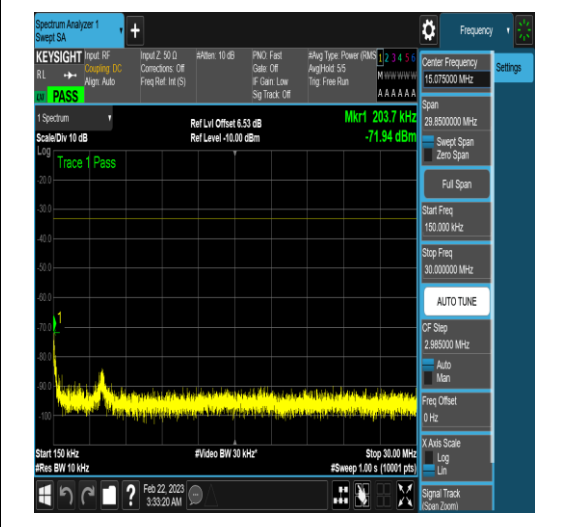 Spectrum Analyzer 1
Swept SA
Frequency
KEYSIGHT Input: RF Input Z: 50 Ω #Atten: 10 dB PNO: Fast #Avg Type: Power (RMS 1 2 3 4 5 6
RL Coupling: DC Corrections: Off Gate: Off Avg|Hold: 5/5 M W W W W W
Align: Auto Freq Ref: Int (S) IF Gain: Low Trig: Free Run
Sig Track: Off A A A A A A
PASS
1 Spectrum
Ref Lvl Offset 6.53 dB Mkr1 203.7 kHz
Scale/Div 10 dB Ref Level -10.00 dBm -71.94 dBm
Log
Trace 1 Pass
-20.0
-30.0
-40.0
-50.0
-60.0
-70.0
1
-80.0
-90.0
-100
Start 150 kHz #Video BW 30 kHz* Stop 30.00 MHz
#Res BW 10 kHz #Sweep 1.00 s (10001 pts)
Feb 22, 2023
3:33:20 AM
?
Center Frequency
15.075000 MHz
Settings
Span
29.8500000 MHz
Swept Span
Zero Span
Full Span
Start Freq
150.000 kHz
Stop Freq
30.000000 MHz
AUTO TUNE
CF Step
2.985000 MHz
Auto
Man
Freq Offset
0 Hz
X Axis Scale
Log
Lin
Signal Track
(Span Zoom)